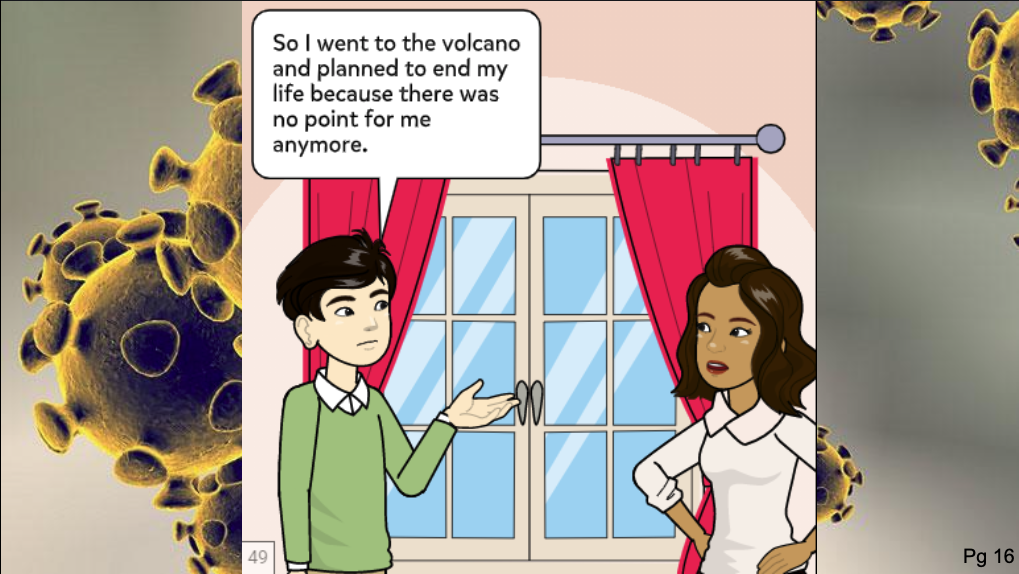 So I went to the volcano
and planned to end my
life because there was
no point for me
anymore.
49
Pg 16